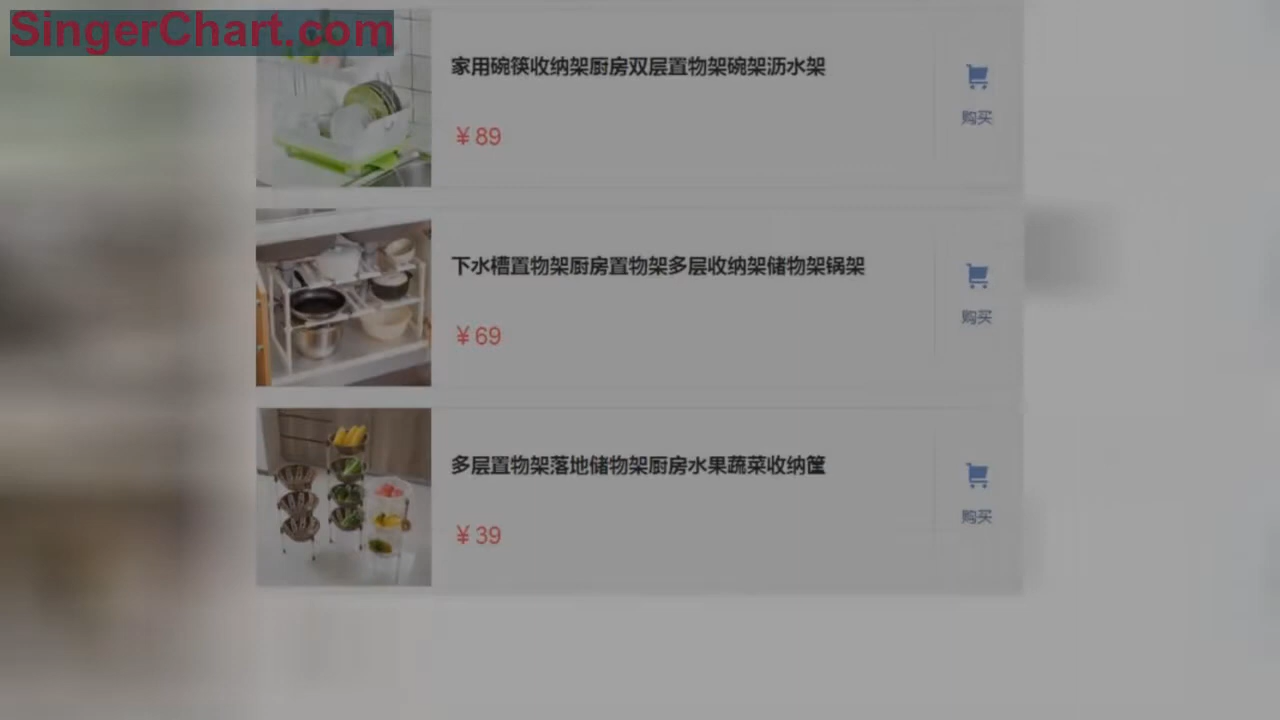 SingerChart.com
家用碗筷收纳架厨房双层置物架碗架沥水架
¥89
购买
下水槽置物架厨房置物架多层收纳架储物架锅架
¥69
购买
多层置物架落地储物架厨房水果蔬菜收纳筐
¥39
购买